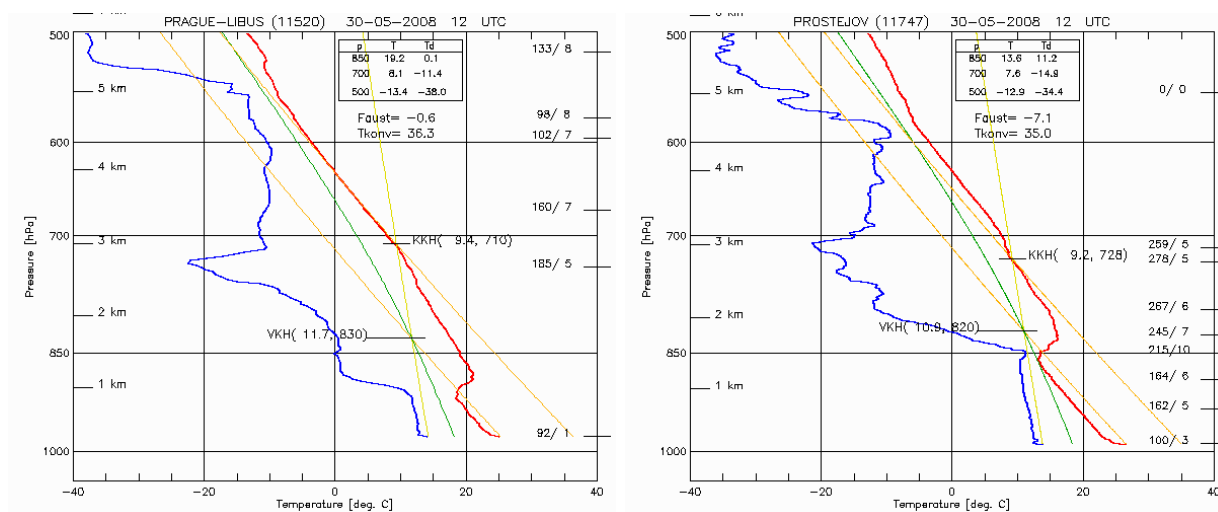 PRAGUE-LIBUS (11520) 30-05-2008 12 UTC
500
133/ 8
p T Td
850 19.2 0.1
700 8.1 -11.4
500 -13.4 -38.0
5 km
Faust= -0.6
98/ 8
Tkonv= 36.3
102/ 7
600
4 km
160/ 7
Pressure [hPa]
700
3 km
KKH( 9.4, 710)
185/ 5
2 km
VKH( 11.7, 830)
850
1 km
92/ 1
1000
-40 -20 0 20 40
Temperature [deg. C]
PROSTEJOV (11747) 30-05-2008 12 UTC
500
p T Td
850 13.6 11.2
700 7.6 -14.9
500 -12.9 -34.4
5 km
0/ 0
Faust= -7.1
Tkonv= 35.0
600
4 km
Pressure [hPa]
700
3 km
259/ 5
KKH( 9.2, 728)
278/ 5
267/ 6
2 km
VKH( 10.9, 820)
245/ 7
850
215/10
1 km
164/ 6
162/ 5
100/ 3
1000
-40 -20 0 20 40
Temperature [deg. C]